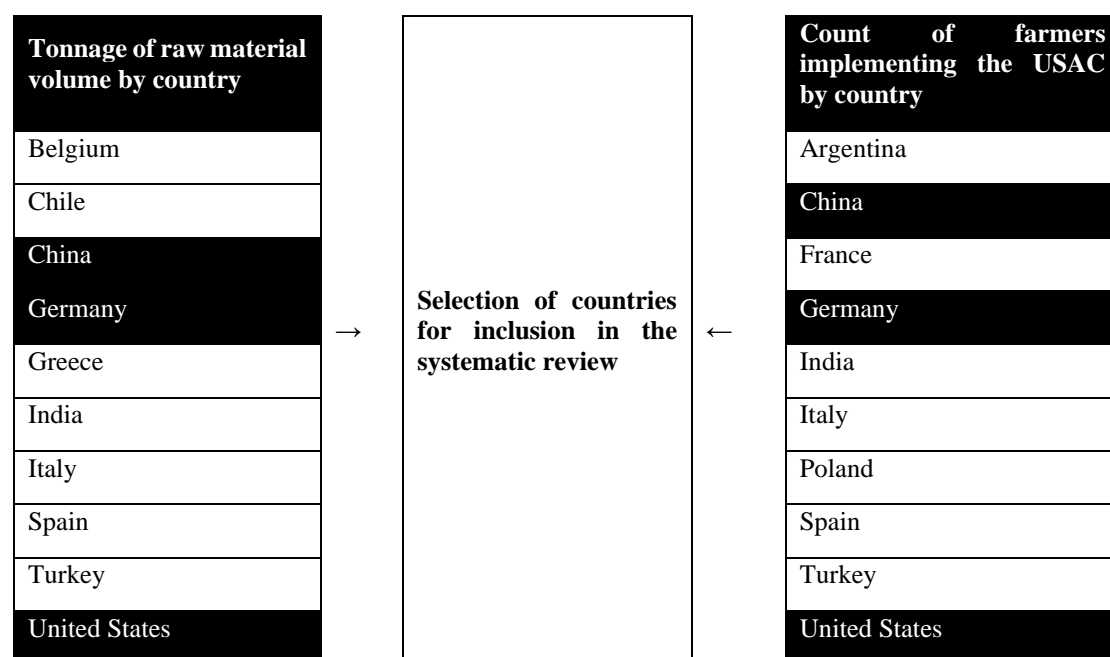 Tonnage of raw material
volume by country
Belgium
Chile
China
Germany
Greece
India
Italy
Spain
Turkey
United States
→
Selection of countries
for inclusion in the
systematic review
←
Count of farmers
implementing the USAC
by country
Argentina
China
France
Germany
India
Italy
Poland
Spain
Turkey
United States